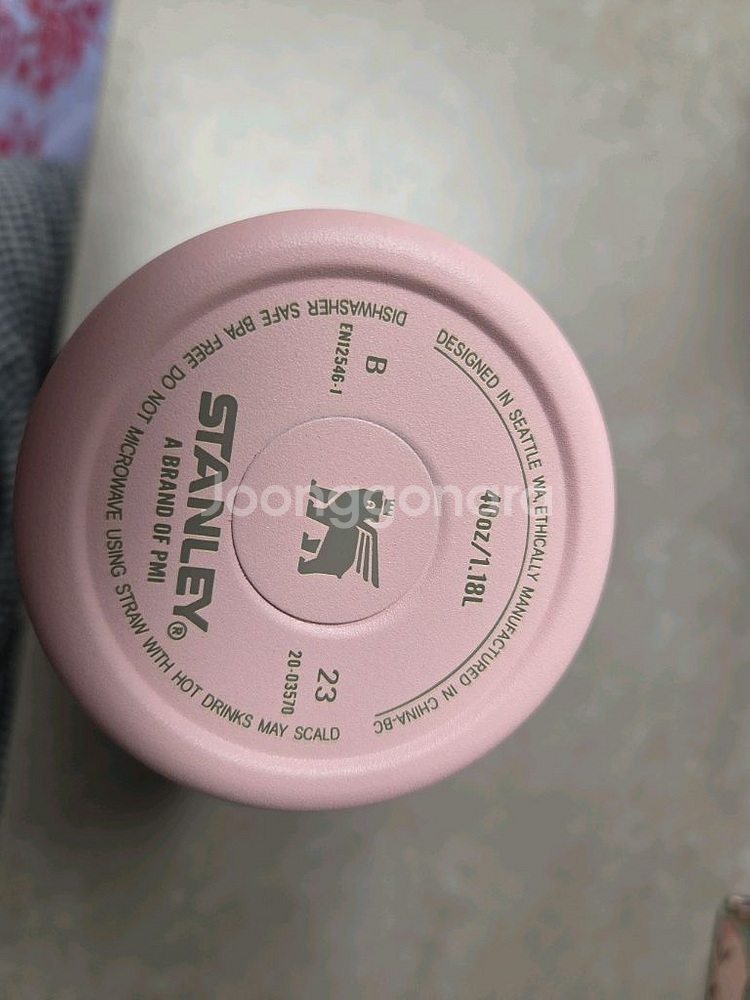 DESIGNED IN SEATTLE WA,ETHICALLY MANUFACTURED IN CHINA-BC
40oz/1.18L
B
EN12546-1
23
20-03570
STANLEY®
A BRAND OF PMI
DISHWASHER SAFE BPA FREE DO NOT MICROWAVE USING STRAW WITH HOT DRINKS MAY SCALD
Joonggonara